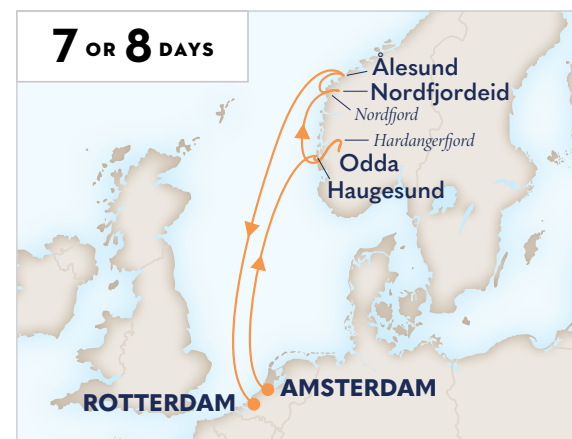 7 OR 8 DAYS
Ålesund
Nordfjordeid
Nordfjord
Hardangerfjord
Odda
Haugesund
AMSTERDAM
ROTTERDAM